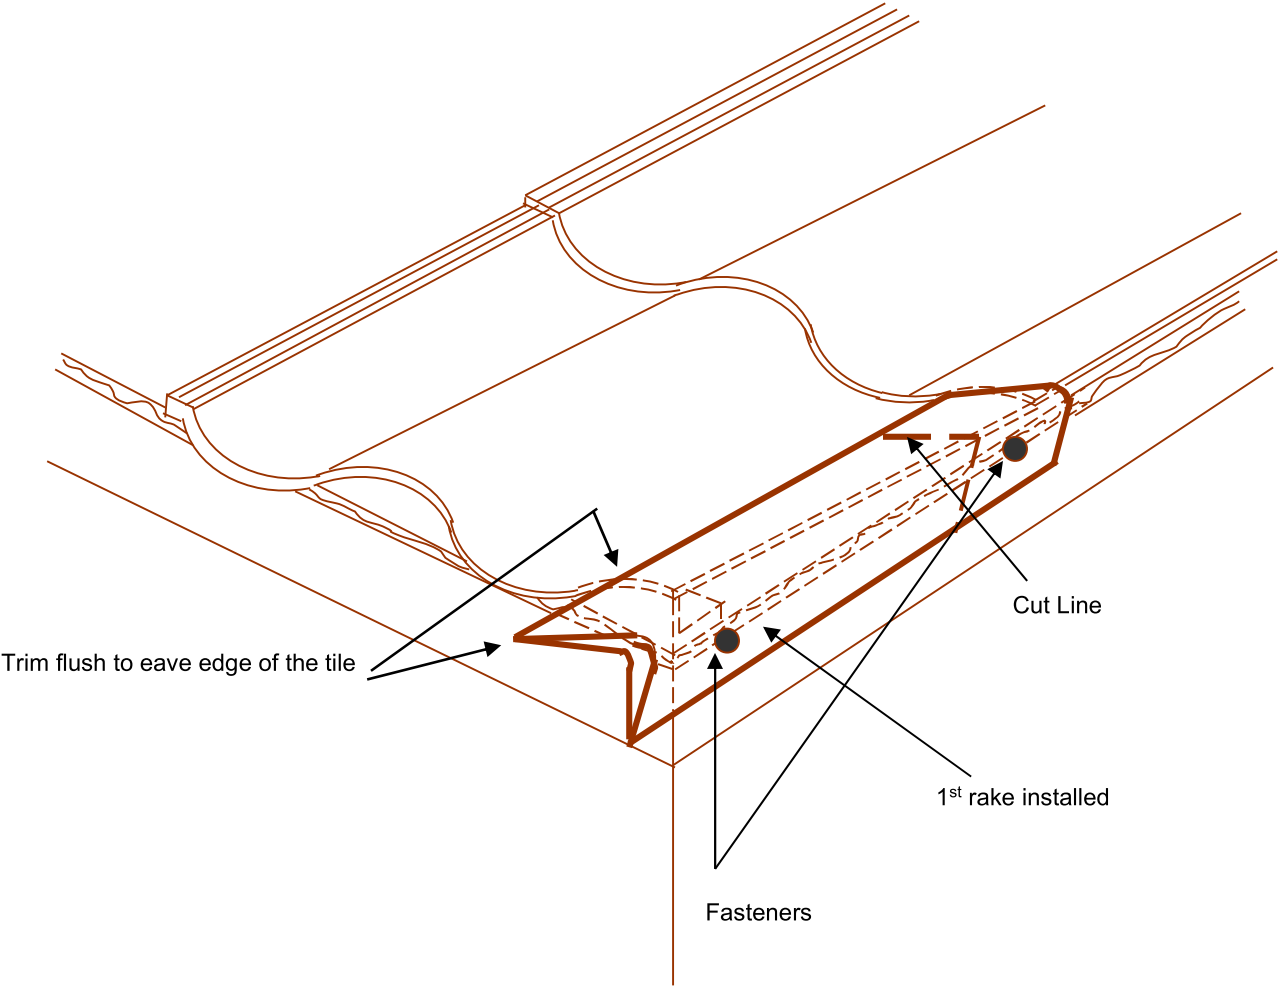 Cut Line
Trim flush to eave edge of the tile
1st rake installed
Fasteners